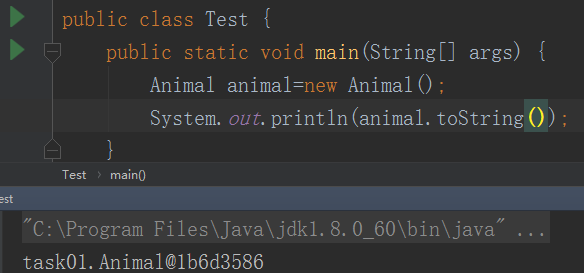 public class Test {
public static void main(String[] args) {
Animal animal=new Animal();
System.out.println(animal.toString());
}
Test › main()
est
"C:\Program Files\Java\jdk1.8.0_60\bin\java" ...
task01.Animal@1b6d3586